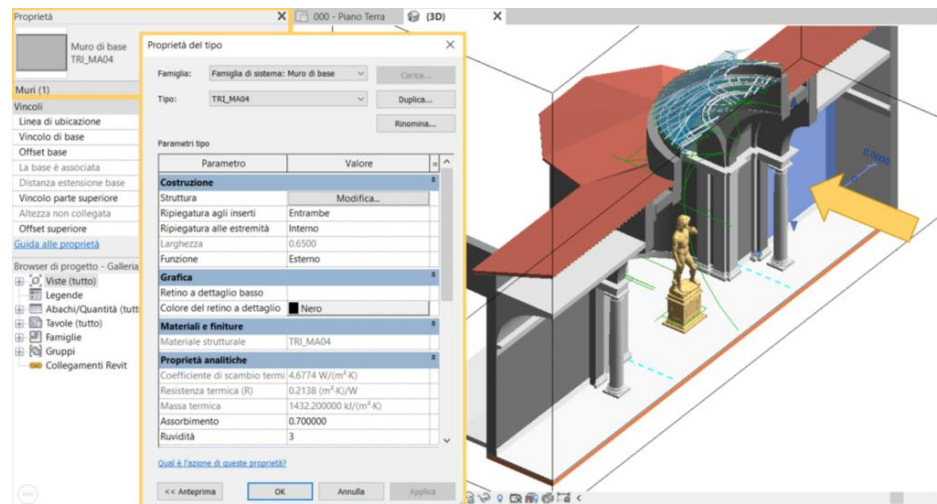 Proprietà
000 - Piano Terra
(3D)
Muro di base
TRI_MA04
Muri (1)
Vincoli
Linea di ubicazione
Vincolo di base
Offset base
La base è associata
Distanza estensione base
Vincolo parte superiore
Altezza non collegata
Offset superiore
Guida alle proprietà
Browser di progetto - Galleria
Viste (tutto)
Legende
Abachi/Quantità (tutt
Tavole (tutto)
Famiglie
Gruppi
Collegamenti Revit
Proprietà del tipo
Famiglia: Famiglia di sistema: Muro di base Carica...
Tipo: TRI_MA04 Duplica...
Rinomina...
Parametri tipo
Parametro Valore =
Costruzione
Struttura Modifica...
Ripiegatura agli inserti Entrambe
Ripiegatura alle estremità Interno
Larghezza 0.6500
Funzione Esterno
Grafica
Retino a dettaglio basso
Colore del retino a dettaglio Nero
Materiali e finiture
Materiale strutturale TRI_MA04
Proprietà analitiche
Coefficiente di scambio termi 4.6774 W/(m²·K)
Resistenza termica (R) 0.2138 (m²·K)/W
Massa termica 1432.200000 kJ/(m²·K)
Assorbimento 0.700000
Ruvidità 3
Qual è l'azione di queste proprietà?
<< Anteprima OK Annulla Applica
0.0000